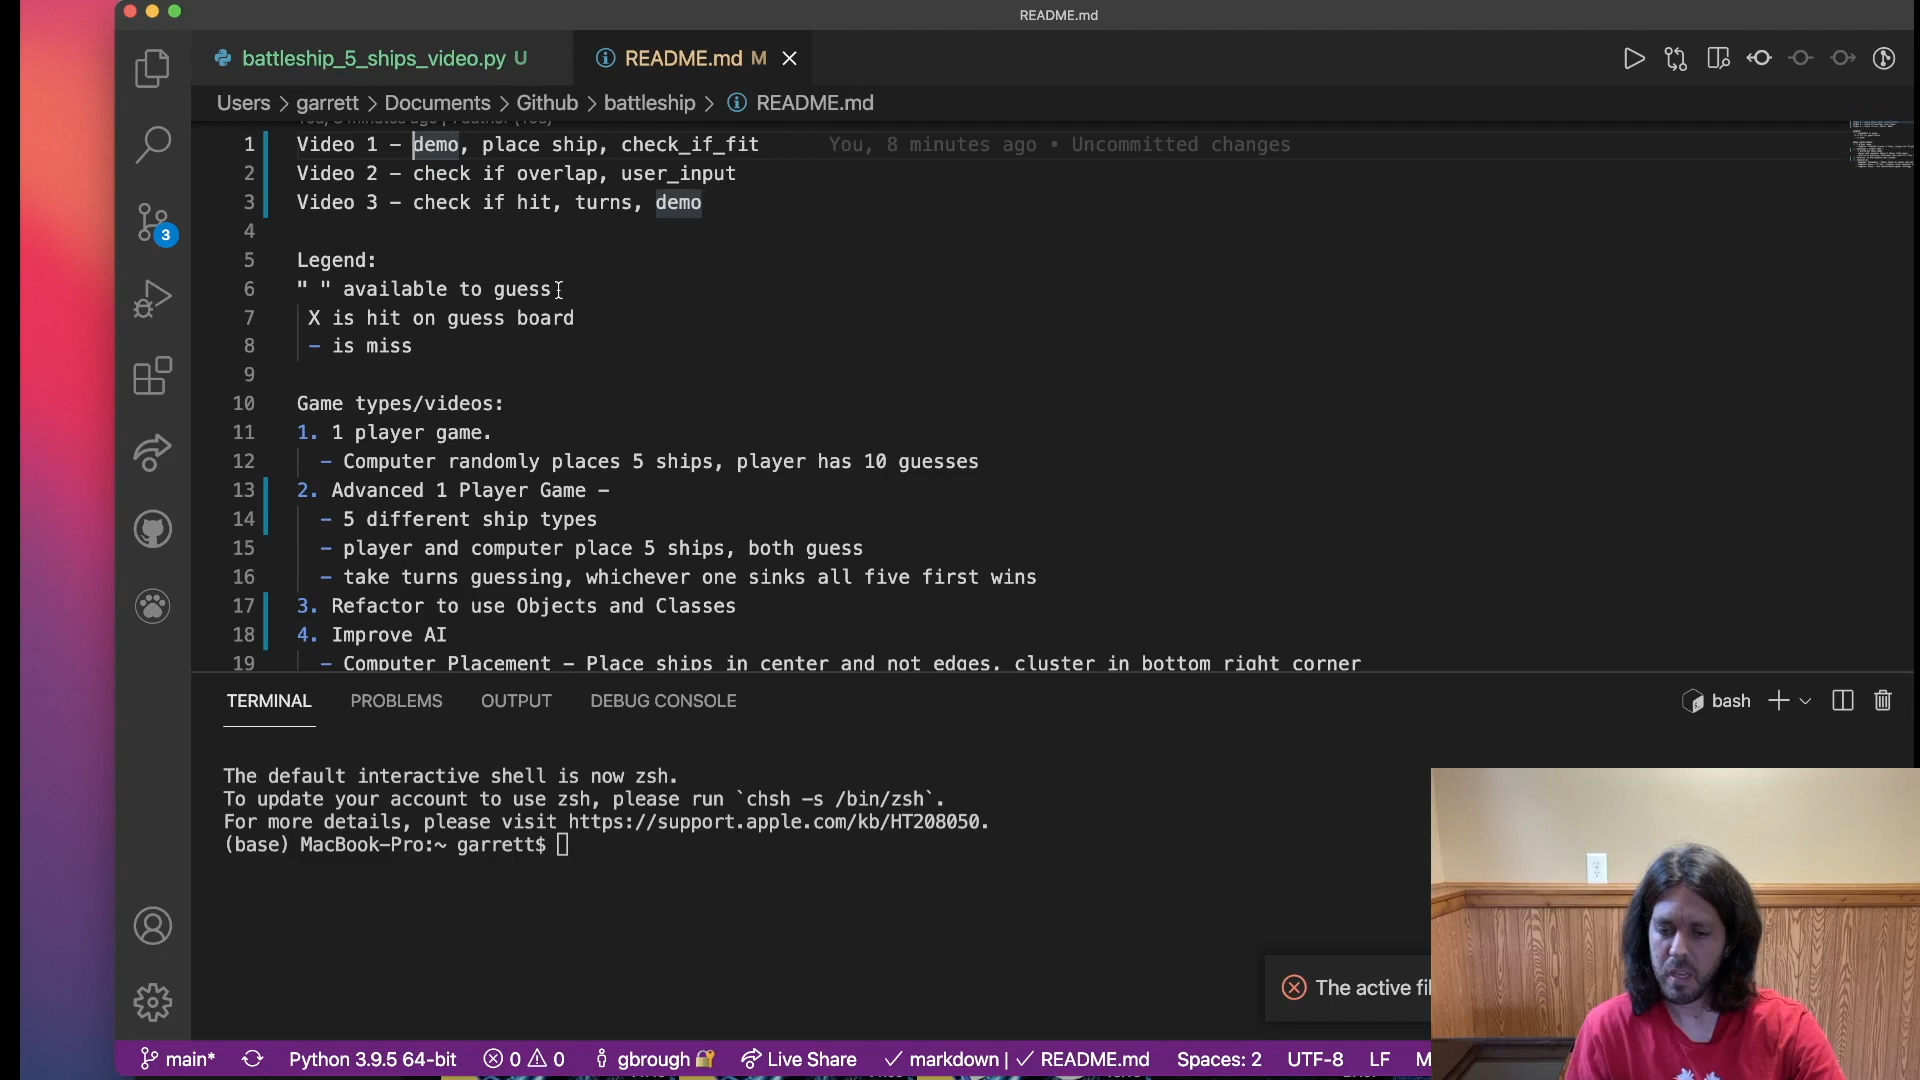 README.md
battleship_5_ships_video.py U
README.md M
Users > garrett > Documents > Github > battleship > README.md
1 Video 1 – demo, place ship, check_if_fit You, 8 minutes ago • Uncommitted changes
2 Video 2 – check if overlap, user_input
3 Video 3 – check if hit, turns, demo
4
5 Legend:
6 " " available to guess
7 X is hit on guess board
8 – is miss
9
10 Game types/videos:
11 1. 1 player game.
12 – Computer randomly places 5 ships, player has 10 guesses
13 2. Advanced 1 Player Game –
14 – 5 different ship types
15 – player and computer place 5 ships, both guess
16 – take turns guessing, whichever one sinks all five first wins
17 3. Refactor to use Objects and Classes
18 4. Improve AI
19 – Computer Placement – Place ships in center and not edges. cluster in bottom right corner
3
TERMINAL PROBLEMS OUTPUT DEBUG CONSOLE
bash
The default interactive shell is now zsh.
To update your account to use zsh, please run `chsh -s /bin/zsh`.
For more details, please visit https://support.apple.com/kb/HT208050.
(base) MacBook-Pro:~ garrett$
The active fil
main* Python 3.9.5 64-bit 0 0 gbrough Live Share markdown | README.md Spaces: 2 UTF-8 LF M